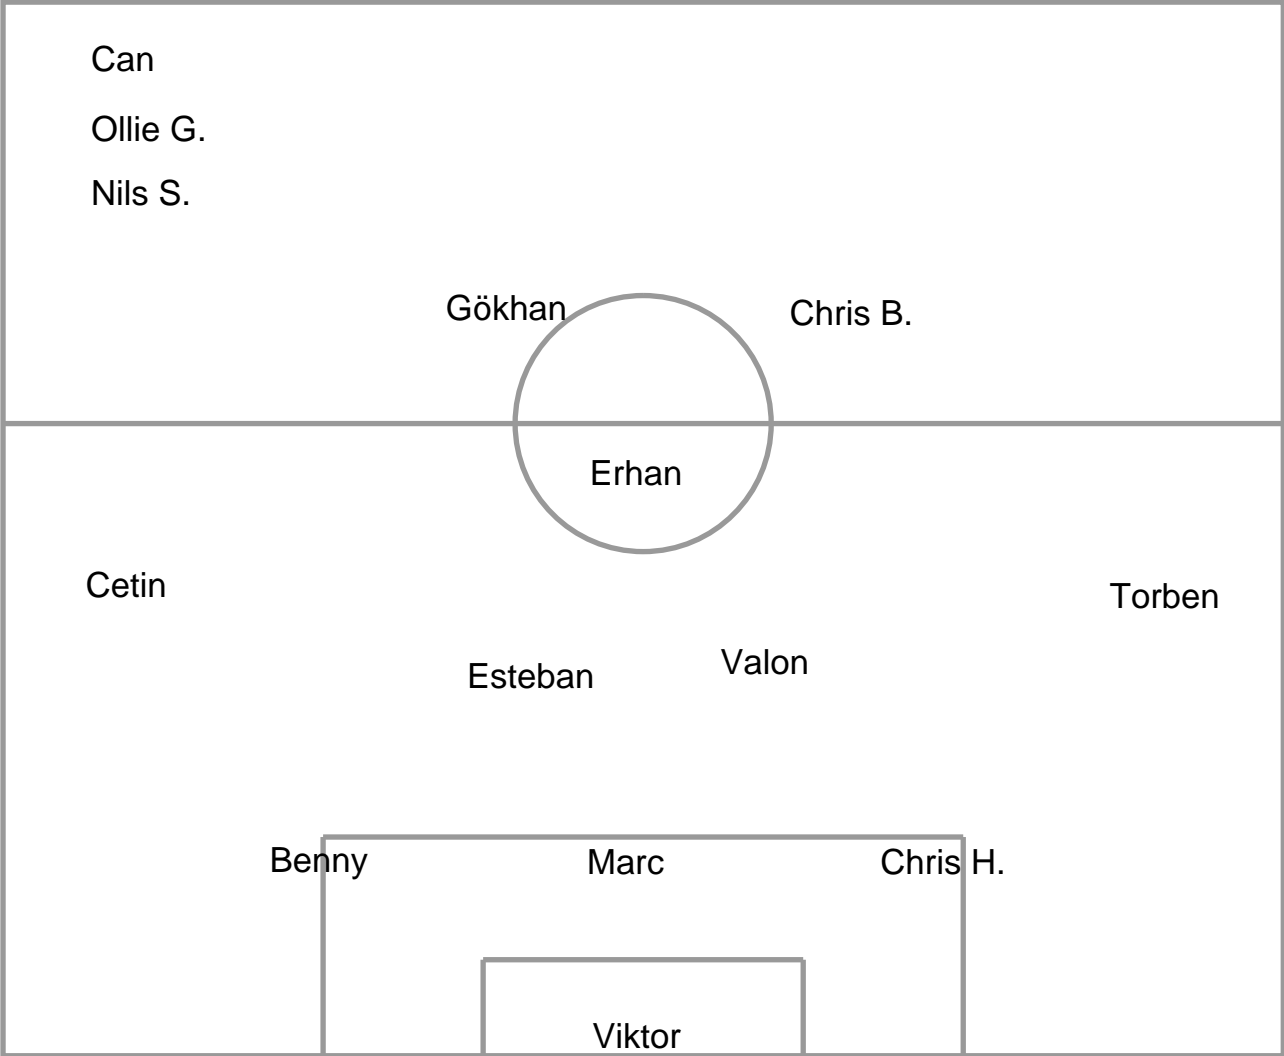 Can
Ollie G.
Nils S.
Gökhan
Chris B.
Erhan
Cetin
Torben
Esteban
Valon
Benny
Marc
Chris H.
Viktor